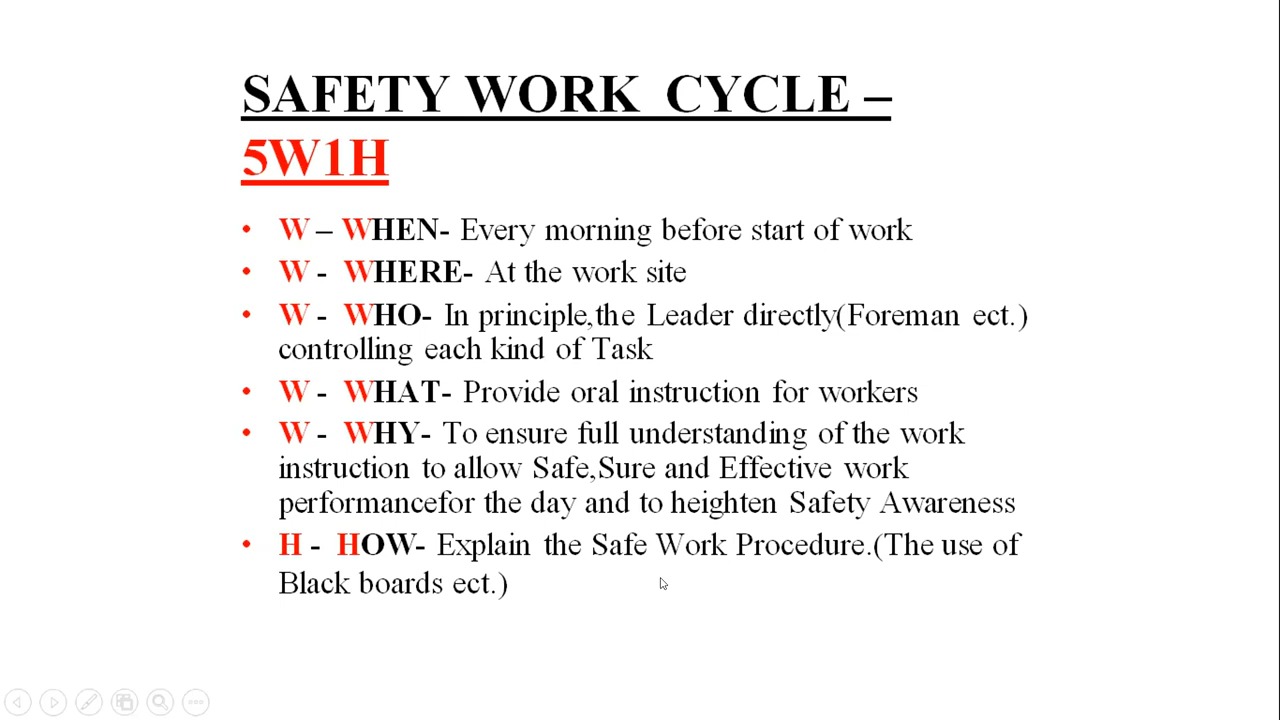 SAFETY WORK CYCLE –
5W1H
• W – WHEN- Every morning before start of work
• W - WHERE- At the work site
• W - WHO- In principle,the Leader directly(Foreman ect.)
controlling each kind of Task
• W - WHAT- Provide oral instruction for workers
• W - WHY- To ensure full understanding of the work
instruction to allow Safe,Sure and Effective work
performancefor the day and to heighten Safety Awareness
• H - HOW- Explain the Safe Work Procedure.(The use of
Black boards ect.)